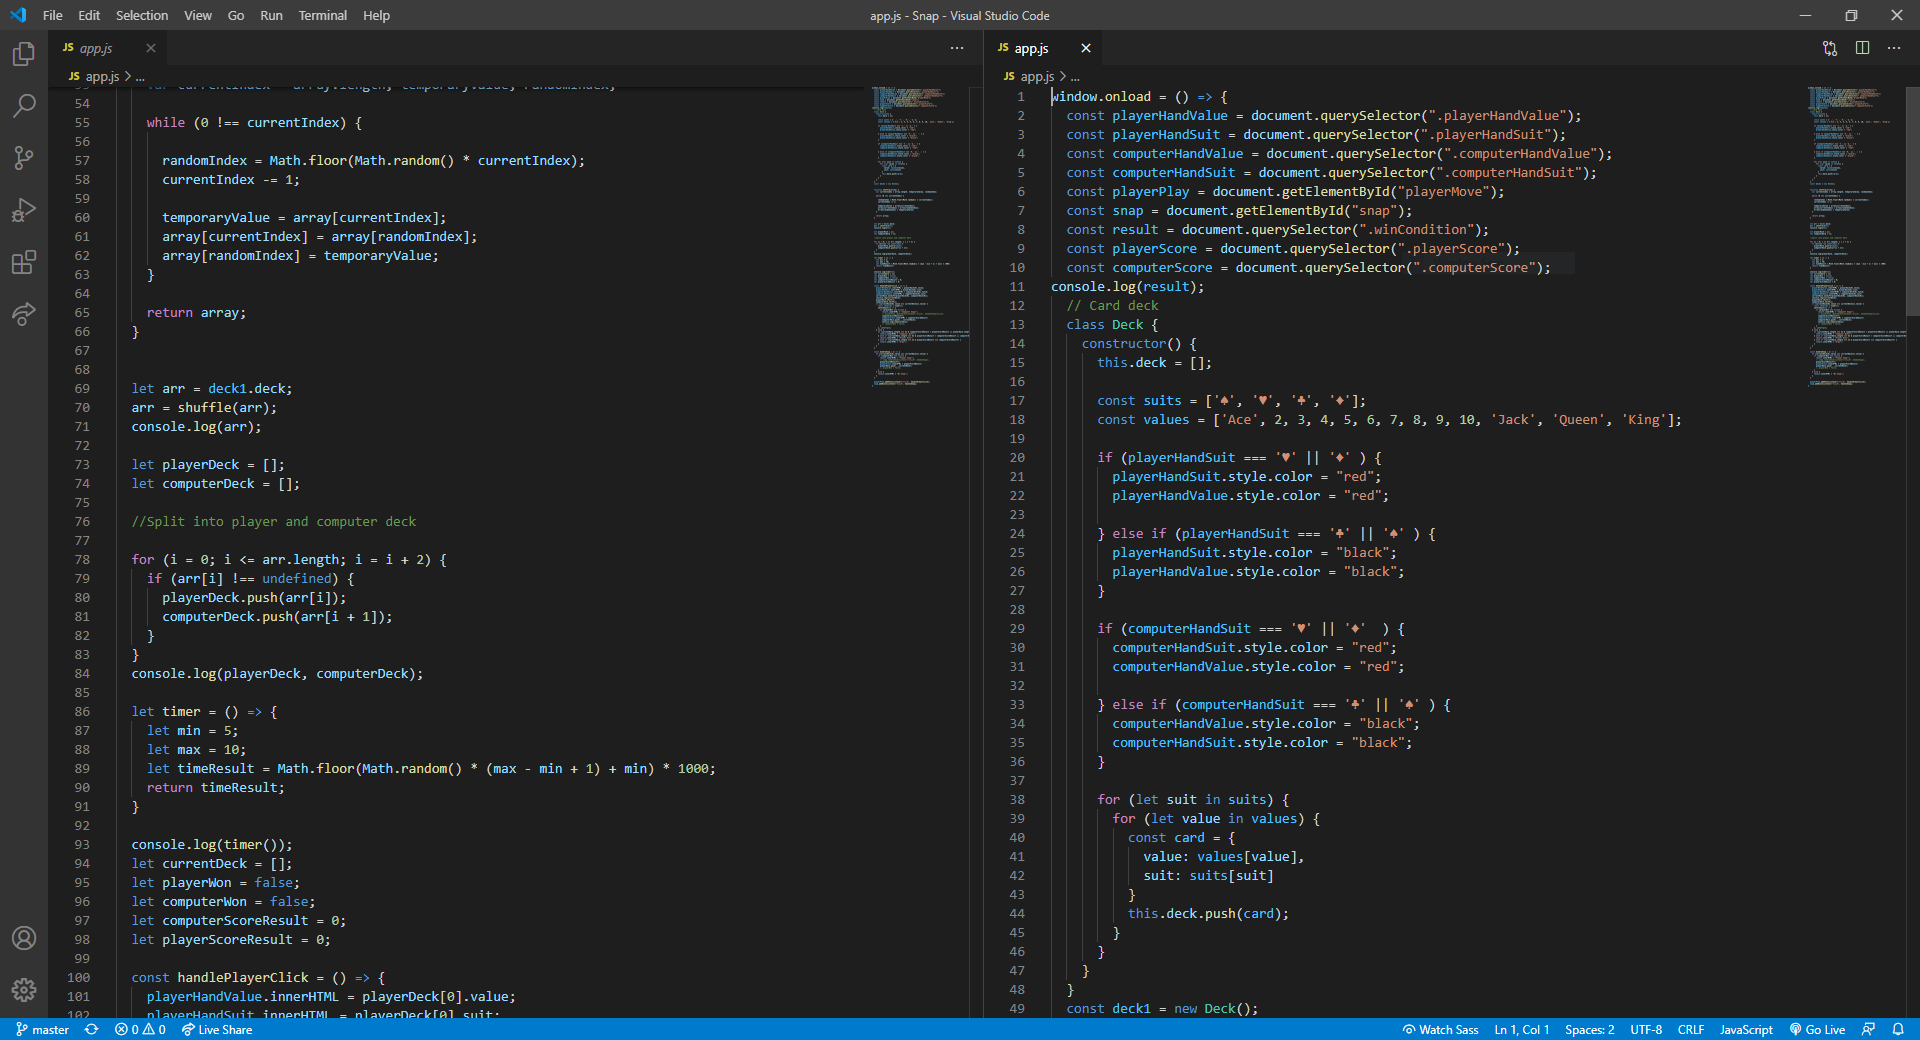 File Edit Selection View Go Run Terminal Help
app.js - Snap - Visual Studio Code
JS app.js
JS app.js > ...
54
55 while (0 !== currentIndex) {
56
57 randomIndex = Math.floor(Math.random() * currentIndex);
58 currentIndex -= 1;
59
60 temporaryValue = array[currentIndex];
61 array[currentIndex] = array[randomIndex];
62 array[randomIndex] = temporaryValue;
63 }
64
65 return array;
66 }
67
68
69 let arr = deck1.deck;
70 arr = shuffle(arr);
71 console.log(arr);
72
73 let playerDeck = [];
74 let computerDeck = [];
75
76 //Split into player and computer deck
77
78 for (i = 0; i <= arr.length; i = i + 2) {
79 if (arr[i] !== undefined) {
80 playerDeck.push(arr[i]);
81 computerDeck.push(arr[i + 1]);
82 }
83 }
84 console.log(playerDeck, computerDeck);
85
86 let timer = () => {
87 let min = 5;
88 let max = 10;
89 let timeResult = Math.floor(Math.random() * (max - min + 1) + min) * 1000;
90 return timeResult;
91 }
92
93 console.log(timer());
94 let currentDeck = [];
95 let playerWon = false;
96 let computerWon = false;
97 let computerScoreResult = 0;
98 let playerScoreResult = 0;
99
100 const handlePlayerClick = () => {
101 playerHandValue.innerHTML = playerDeck[0].value;
102 playerHandSuit.innerHTML = playerDeck[0].suit;
JS app.js
JS app.js > ...
1 window.onload = () => {
2 const playerHandValue = document.querySelector(".playerHandValue");
3 const playerHandSuit = document.querySelector(".playerHandSuit");
4 const computerHandValue = document.querySelector(".computerHandValue");
5 const computerHandSuit = document.querySelector(".computerHandSuit");
6 const playerPlay = document.getElementById("playerMove");
7 const snap = document.getElementById("snap");
8 const result = document.querySelector(".winCondition");
9 const playerScore = document.querySelector(".playerScore");
10 const computerScore = document.querySelector(".computerScore");
11 console.log(result);
12 // Card deck
13 class Deck {
14 constructor() {
15 this.deck = [];
16
17 const suits = ['♠', '♥', '♣', '♦'];
18 const values = ['Ace', 2, 3, 4, 5, 6, 7, 8, 9, 10, 'Jack', 'Queen', 'King'];
19
20 if (playerHandSuit === '♥' || '♦' ) {
21 playerHandSuit.style.color = "red";
22 playerHandValue.style.color = "red";
23
24 } else if (playerHandSuit === '♣' || '♠' ) {
25 playerHandSuit.style.color = "black";
26 playerHandValue.style.color = "black";
27 }
28
29 if (computerHandSuit === '♥' || '♦'  ) {
30 computerHandSuit.style.color = "red";
31 computerHandValue.style.color = "red";
32
33 } else if (computerHandSuit === '♣' || '♠' ) {
34 computerHandValue.style.color = "black";
35 computerHandSuit.style.color = "black";
36 }
37
38 for (let suit in suits) {
39 for (let value in values) {
40 const card = {
41 value: values[value],
42 suit: suits[suit]
43 }
44 this.deck.push(card);
45 }
46 }
47 }
48 }
49 const deck1 = new Deck();
master 0 0 Live Share Watch Sass Ln 1, Col 1 Spaces: 2 UTF-8 CRLF JavaScript Go Live